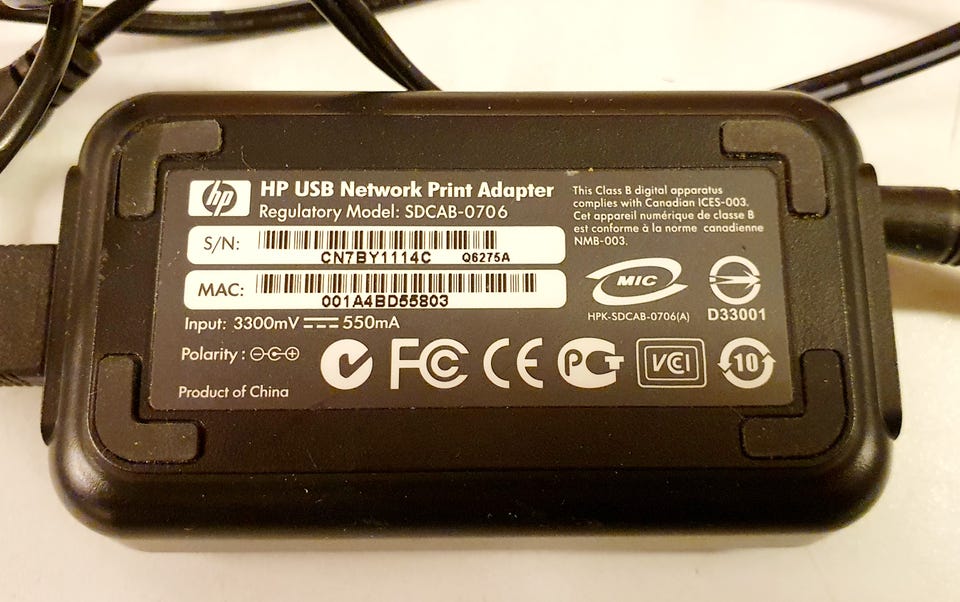 hp
HP USB Network Print Adapter
Regulatory Model: SDCAB-0706
S/N:
CN7BY1114C Q6275A
MAC:
001A4BD55803
Input: 3300mV 550mA
Polarity :
Product of China
This Class B digital apparatus
complies with Canadian ICES-003.
Cet appareil numérique de classe B
est conforme à la norme canadienne
NMB-003.
MIC
HPK-SDCAB-0706(A)
D33001
FC CE PCT VCI 10